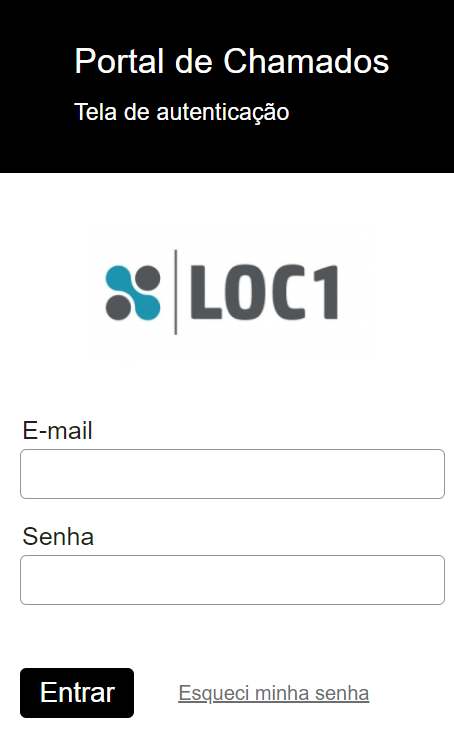 Portal de Chamados
Tela de autenticação
LOC1
E-mail
Senha
Entrar
Esqueci minha senha